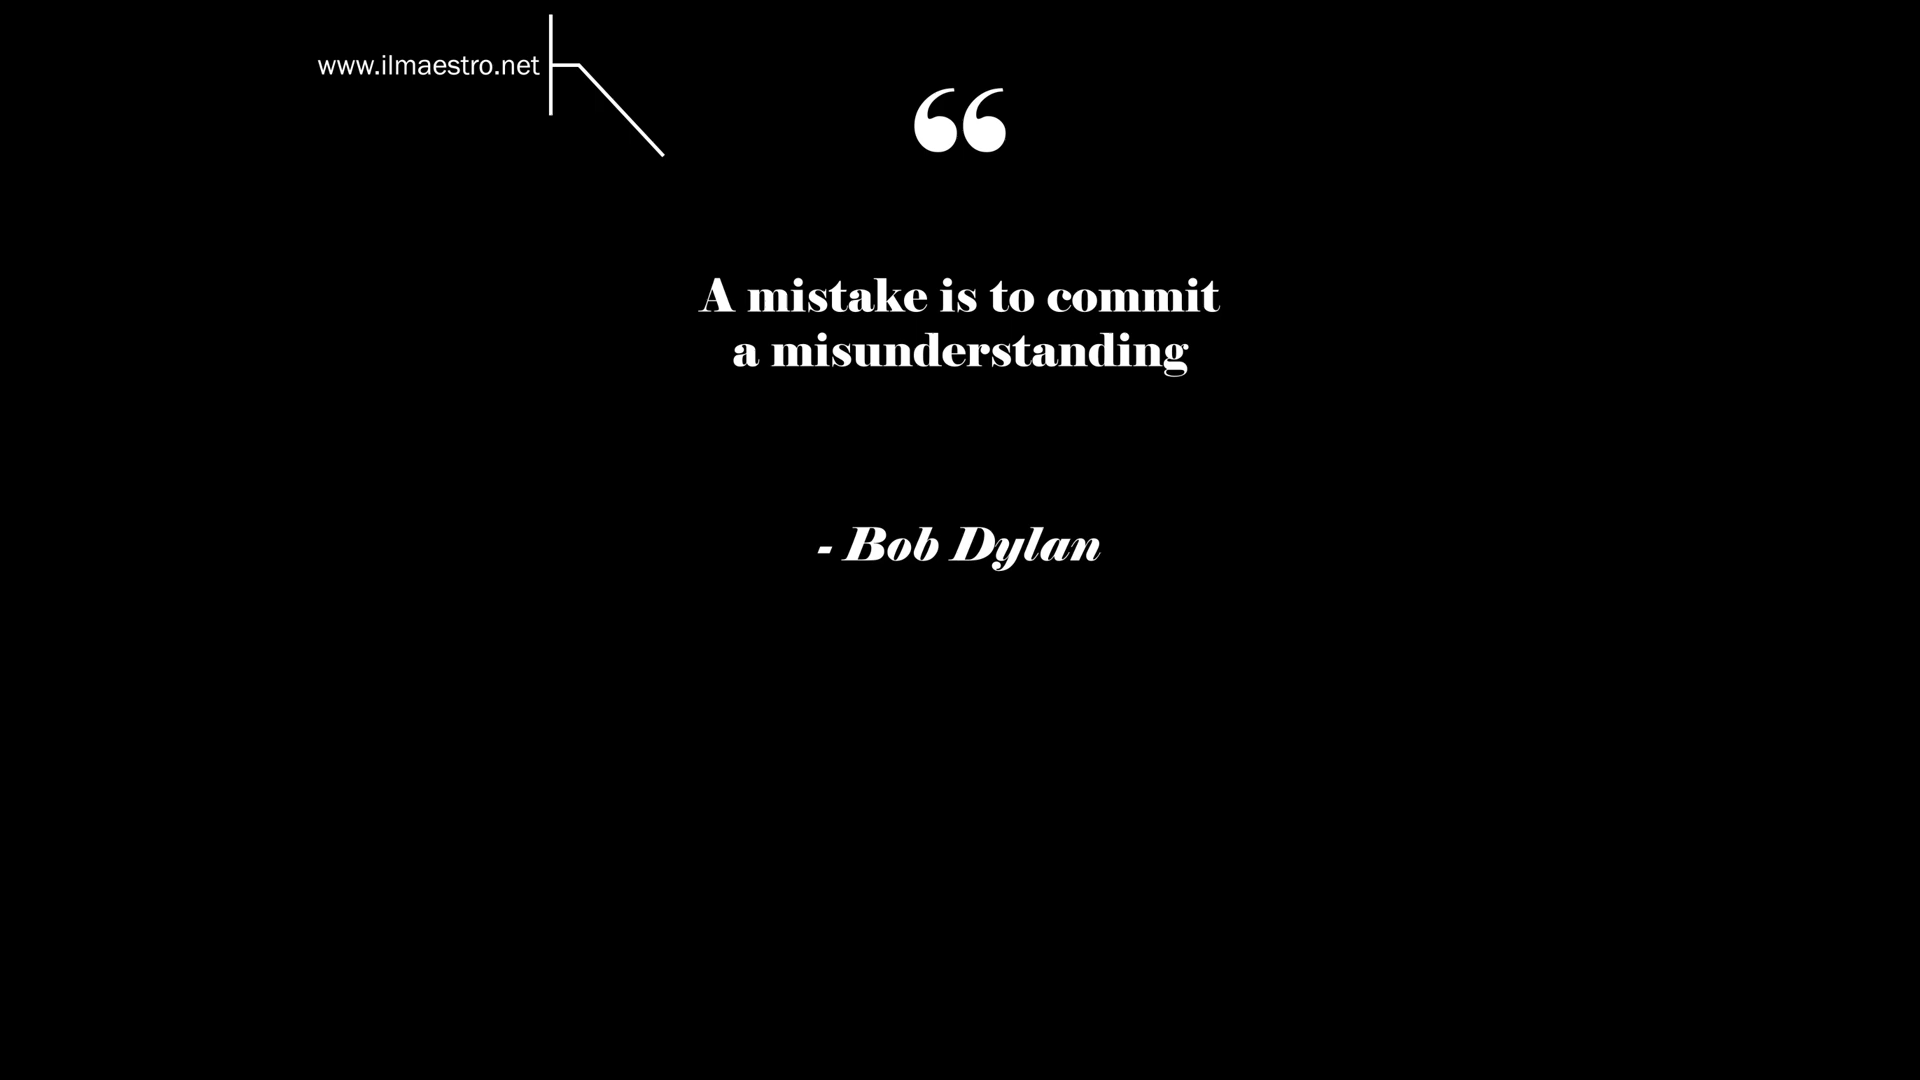 www.ilmaestro.net
“
A mistake is to commit
a misunderstanding
- Bob Dylan